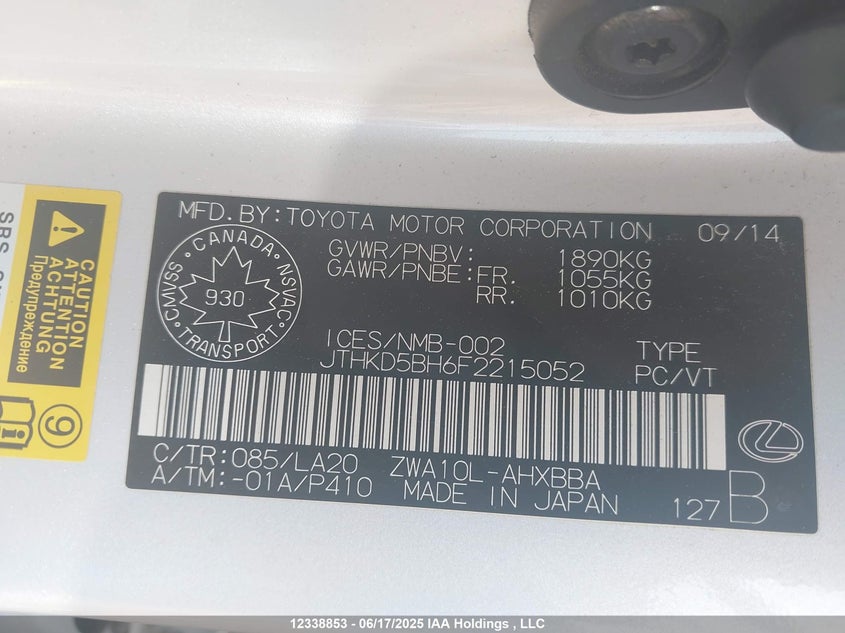 MFD.BY:TOYOTA MOTOR CORPORATION 09/14
GVWR/PNBV: 1890KG
GAWR/PNBE:FR. 1055KG
RR. 1010KG
CANADA
CMVSS NSVAC
930
TRANSPORT
ICES/NMB-002 TYPE
JTHKD5BH6F2215052 PC/VT
C/TR:085/LA20 ZWA10L-AHXBBA
A/TM:-01A/P410 MADE IN JAPAN
127 B
CAUTION
ATTENTION
ACHTUNG
Предупреждение
SRS
9
i
12338853 - 06/17/2025 IAA Holdings , LLC